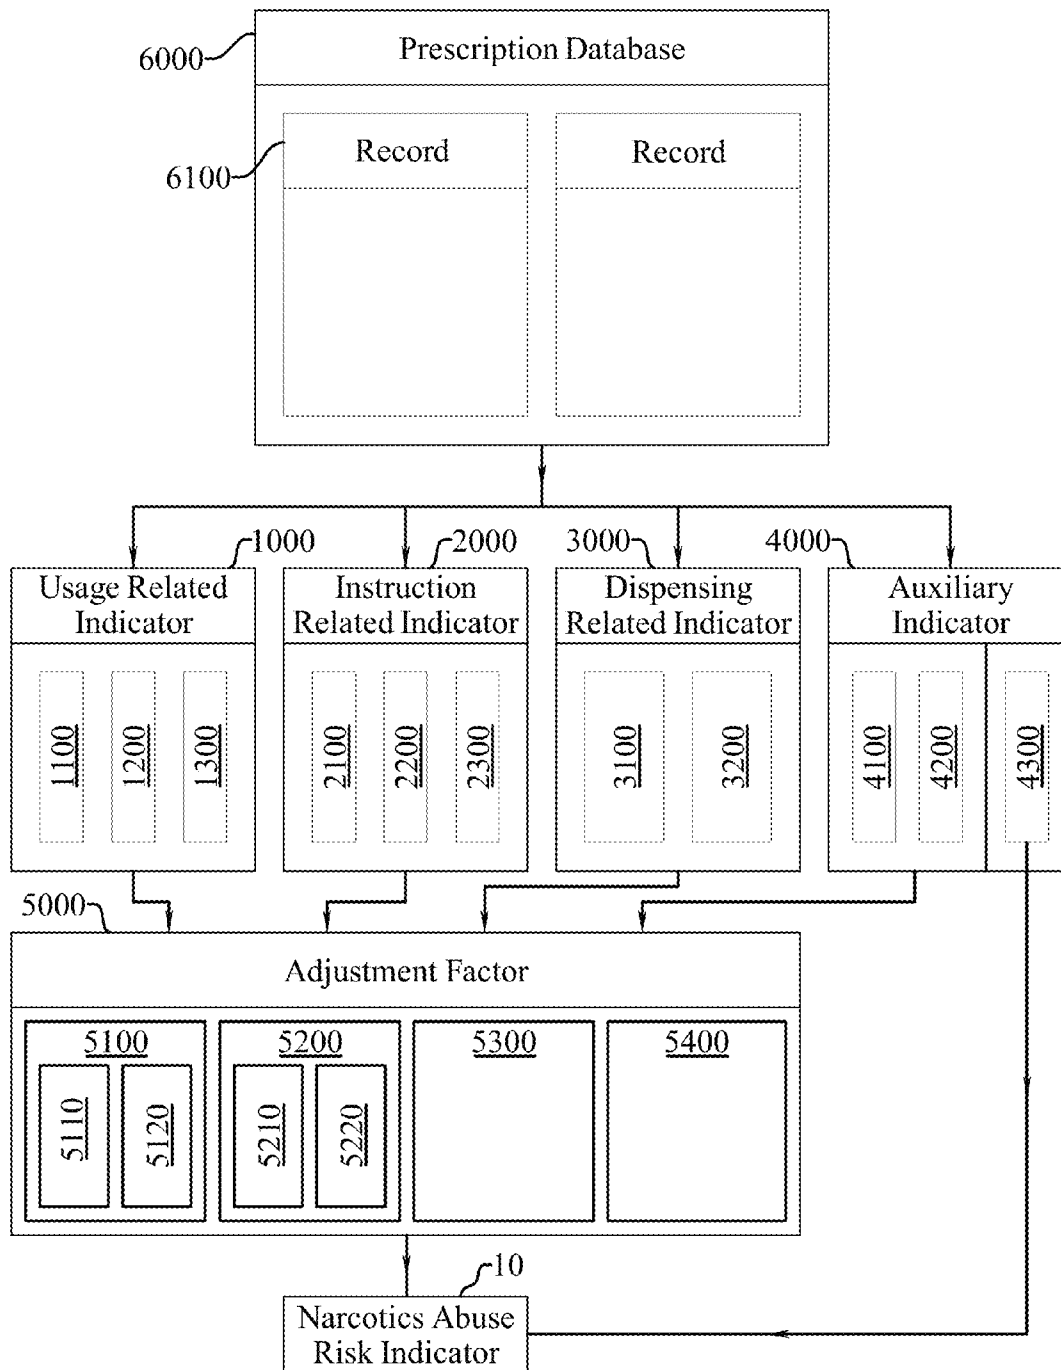 6000
Prescription Database
6100
Record
Record
1000
2000
3000
4000
Usage Related
Indicator
Instruction
Related Indicator
Dispensing
Related Indicator
Auxiliary
Indicator
1100
1200
1300
2100
2200
2300
3100
3200
4100
4200
4300
5000
Adjustment Factor
5100
5200
5300
5400
5110
5120
5210
5220
10
Narcotics Abuse
Risk Indicator